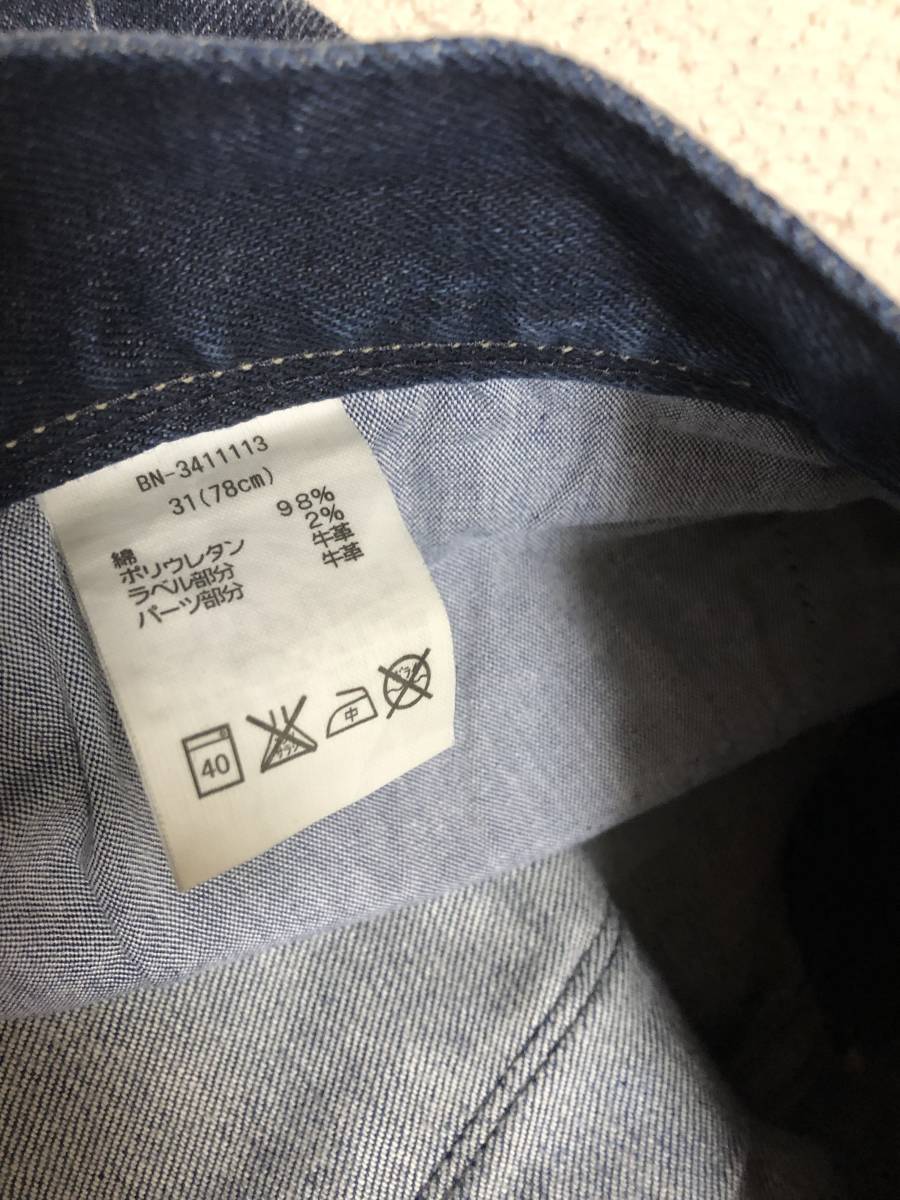 BN-3411113
31(78cm)
綿 98%
ポリウレタン 2%
ラベル部分 牛革
パーツ部分 牛革
40
中